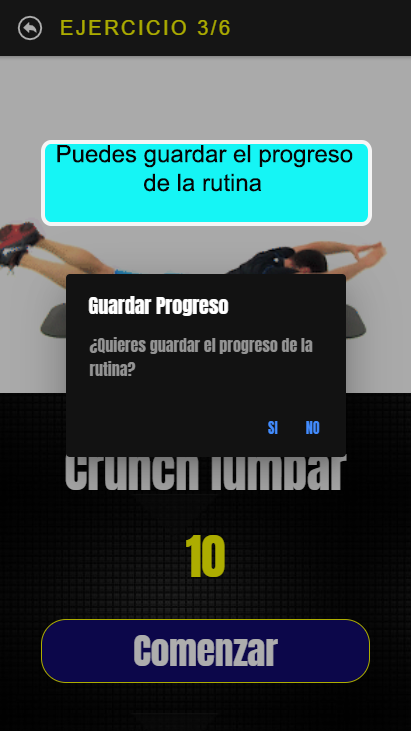 EJERCICIO 3/6
Puedes guardar el progreso
de la rutina
Guardar Progreso
¿Quieres guardar el progreso de la
rutina?
SI NO
Crunch lumbar
10
Comenzar